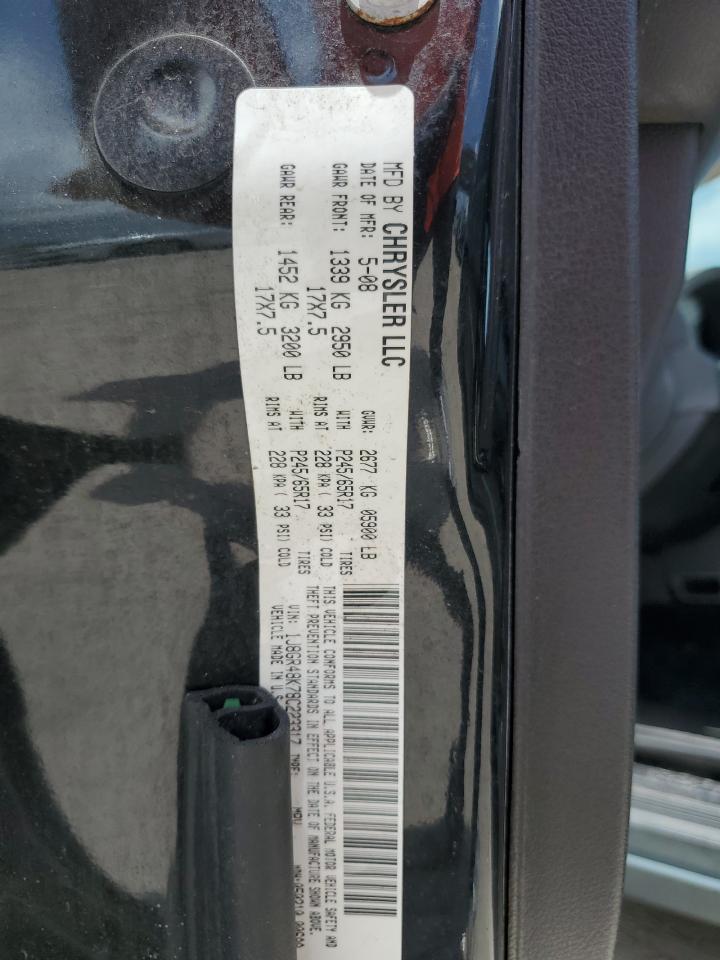 MFD BY CHRYSLER LLC
DATE OF MFR: 5-08 GVWR: 2677 KG 05900 LB
GAWR FRONT: 1339 KG 2950 LB WITH P245/65R17 TIRES
17X7.5 RIMS AT 228 KPA( 33 PSI) COLD
GAWR REAR: 1452 KG 3200 LB WITH P245/65R17 TIRES
17X7.5 RIMS AT 228 KPA( 33 PSI) COLD
THIS VEHICLE CONFORMS TO ALL APPLICABLE U.S.A. FEDERAL MOTOR VEHICLE SAFETY AND
THEFT PREVENTION STANDARDS IN EFFECT ON THE DATE OF MANUFACTURE SHOWN ABOVE.
VIN: 1J8GR48K78C223317 TYPE: MPV
VEHICLE MADE IN U.S